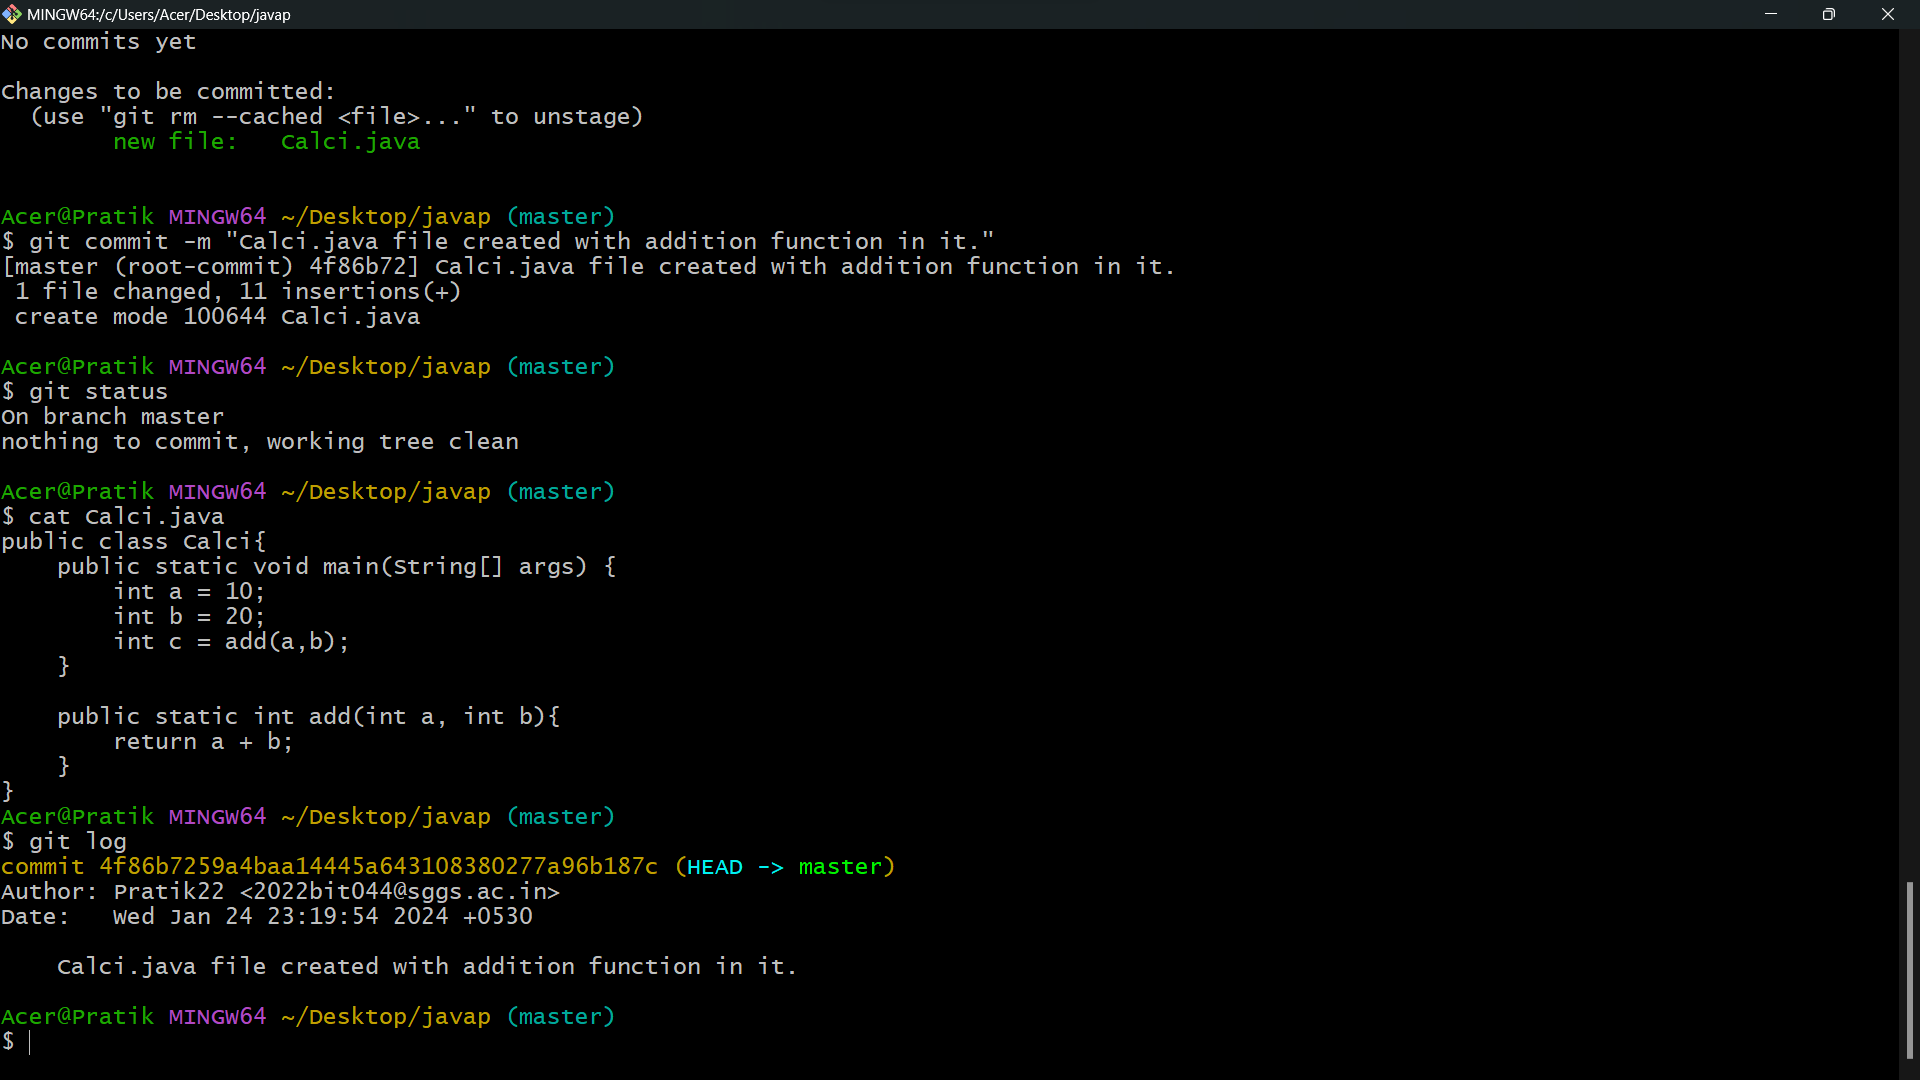 MINGW64:/c/Users/Acer/Desktop/javap
No commits yet

Changes to be committed:
  (use "git rm --cached <file>..." to unstage)
        new file:   Calci.java


Acer@Pratik MINGW64 ~/Desktop/javap (master)
$ git commit -m "Calci.java file created with addition function in it."
[master (root-commit) 4f86b72] Calci.java file created with addition function in it.
 1 file changed, 11 insertions(+)
 create mode 100644 Calci.java

Acer@Pratik MINGW64 ~/Desktop/javap (master)
$ git status
On branch master
nothing to commit, working tree clean

Acer@Pratik MINGW64 ~/Desktop/javap (master)
$ cat Calci.java
public class Calci{
    public static void main(String[] args) {
        int a = 10;
        int b = 20;
        int c = add(a,b);
    }

    public static int add(int a, int b){
        return a + b;
    }
}
Acer@Pratik MINGW64 ~/Desktop/javap (master)
$ git log
commit 4f86b7259a4baa14445a643108380277a96b187c (HEAD -> master)
Author: Pratik22 <2022bit044@sggs.ac.in>
Date:   Wed Jan 24 23:19:54 2024 +0530

    Calci.java file created with addition function in it.

Acer@Pratik MINGW64 ~/Desktop/javap (master)
$